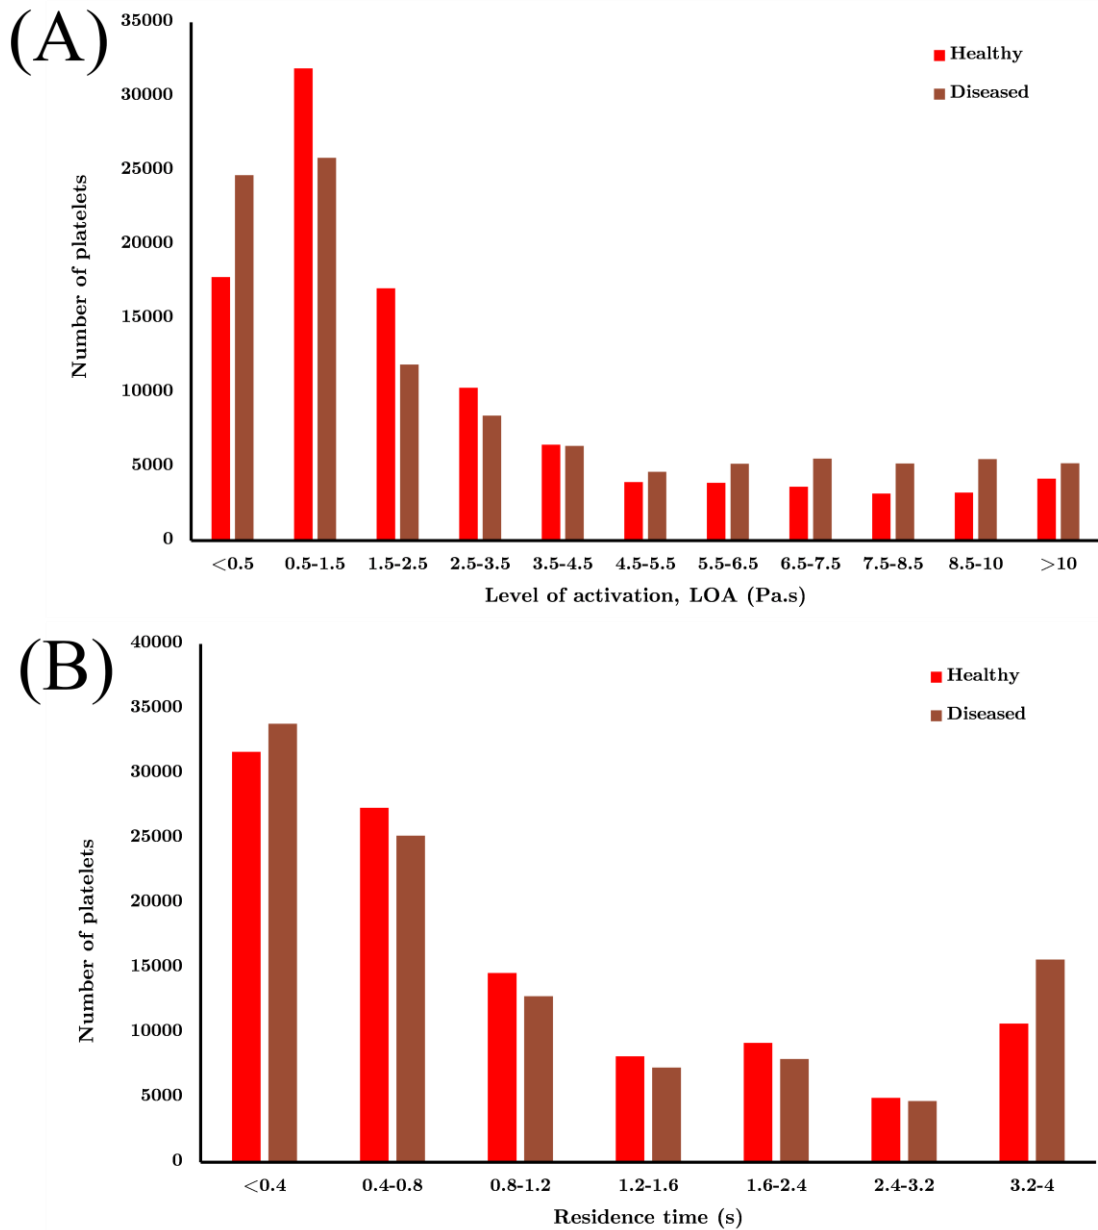 (A)
35000
30000
25000
20000
15000
10000
5000
0
Number of platelets
Healthy
Diseased
<0.5 0.5-1.5 1.5-2.5 2.5-3.5 3.5-4.5 4.5-5.5 5.5-6.5 6.5-7.5 7.5-8.5 8.5-10 >10
Level of activation, LOA (Pa.s)
(B)
40000
35000
30000
25000
20000
15000
10000
5000
0
Number of platelets
Healthy
Diseased
<0.4 0.4-0.8 0.8-1.2 1.2-1.6 1.6-2.4 2.4-3.2 3.2-4
Residence time (s)